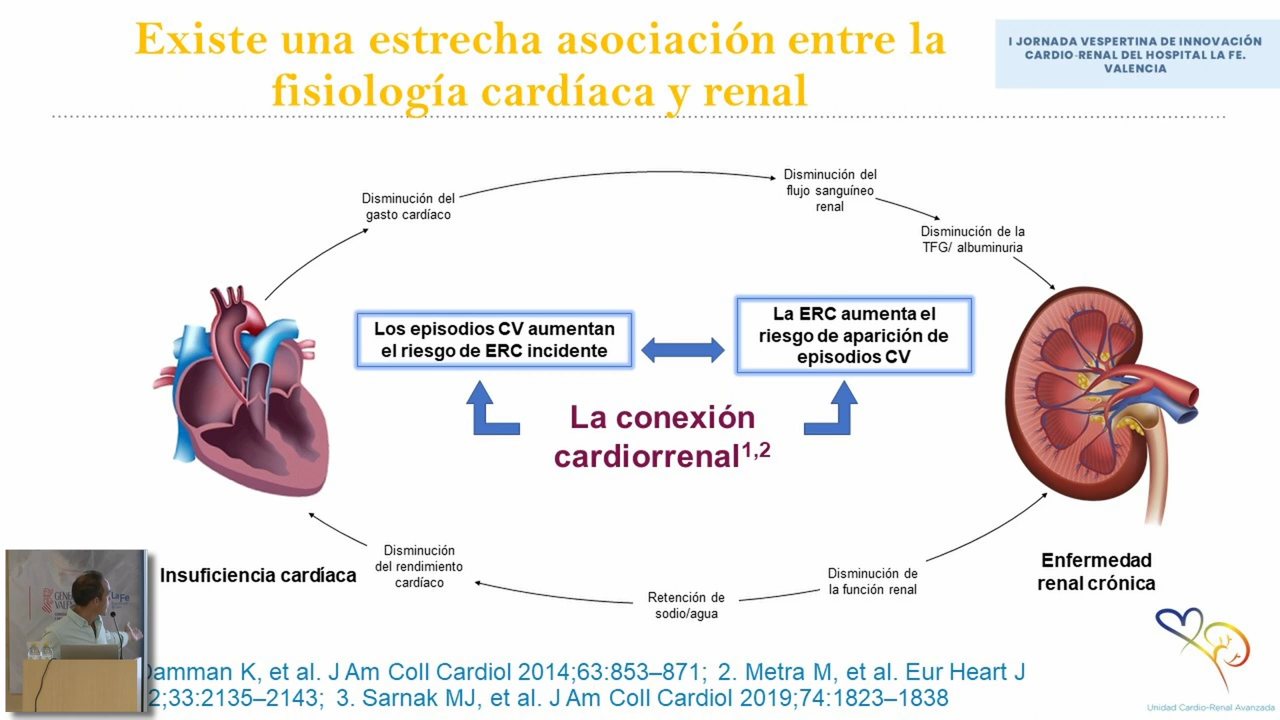 Existe una estrecha asociación entre la
fisiología cardíaca y renal
I JORNADA VESPERTINA DE INNOVACIÓN
CARDIO-RENAL DEL HOSPITAL LA FE.
VALENCIA
Disminución del
gasto cardíaco
Disminución del
flujo sanguíneo
renal
Disminución de la
TFG/ albuminuria
Los episodios CV aumentan
el riesgo de ERC incidente
La ERC aumenta el
riesgo de aparición de
episodios CV
La conexión
cardiorrenal1,2
Disminución
del rendimiento
cardíaco
Retención de
sodio/agua
Disminución de
la función renal
Insuficiencia cardíaca
Enfermedad
renal crónica
LaFe
Damman K, et al. J Am Coll Cardiol 2014;63:853–871; 2. Metra M, et al. Eur Heart J
2;33:2135–2143; 3. Sarnak MJ, et al. J Am Coll Cardiol 2019;74:1823–1838
Unidad Cardio-Renal Avanzada